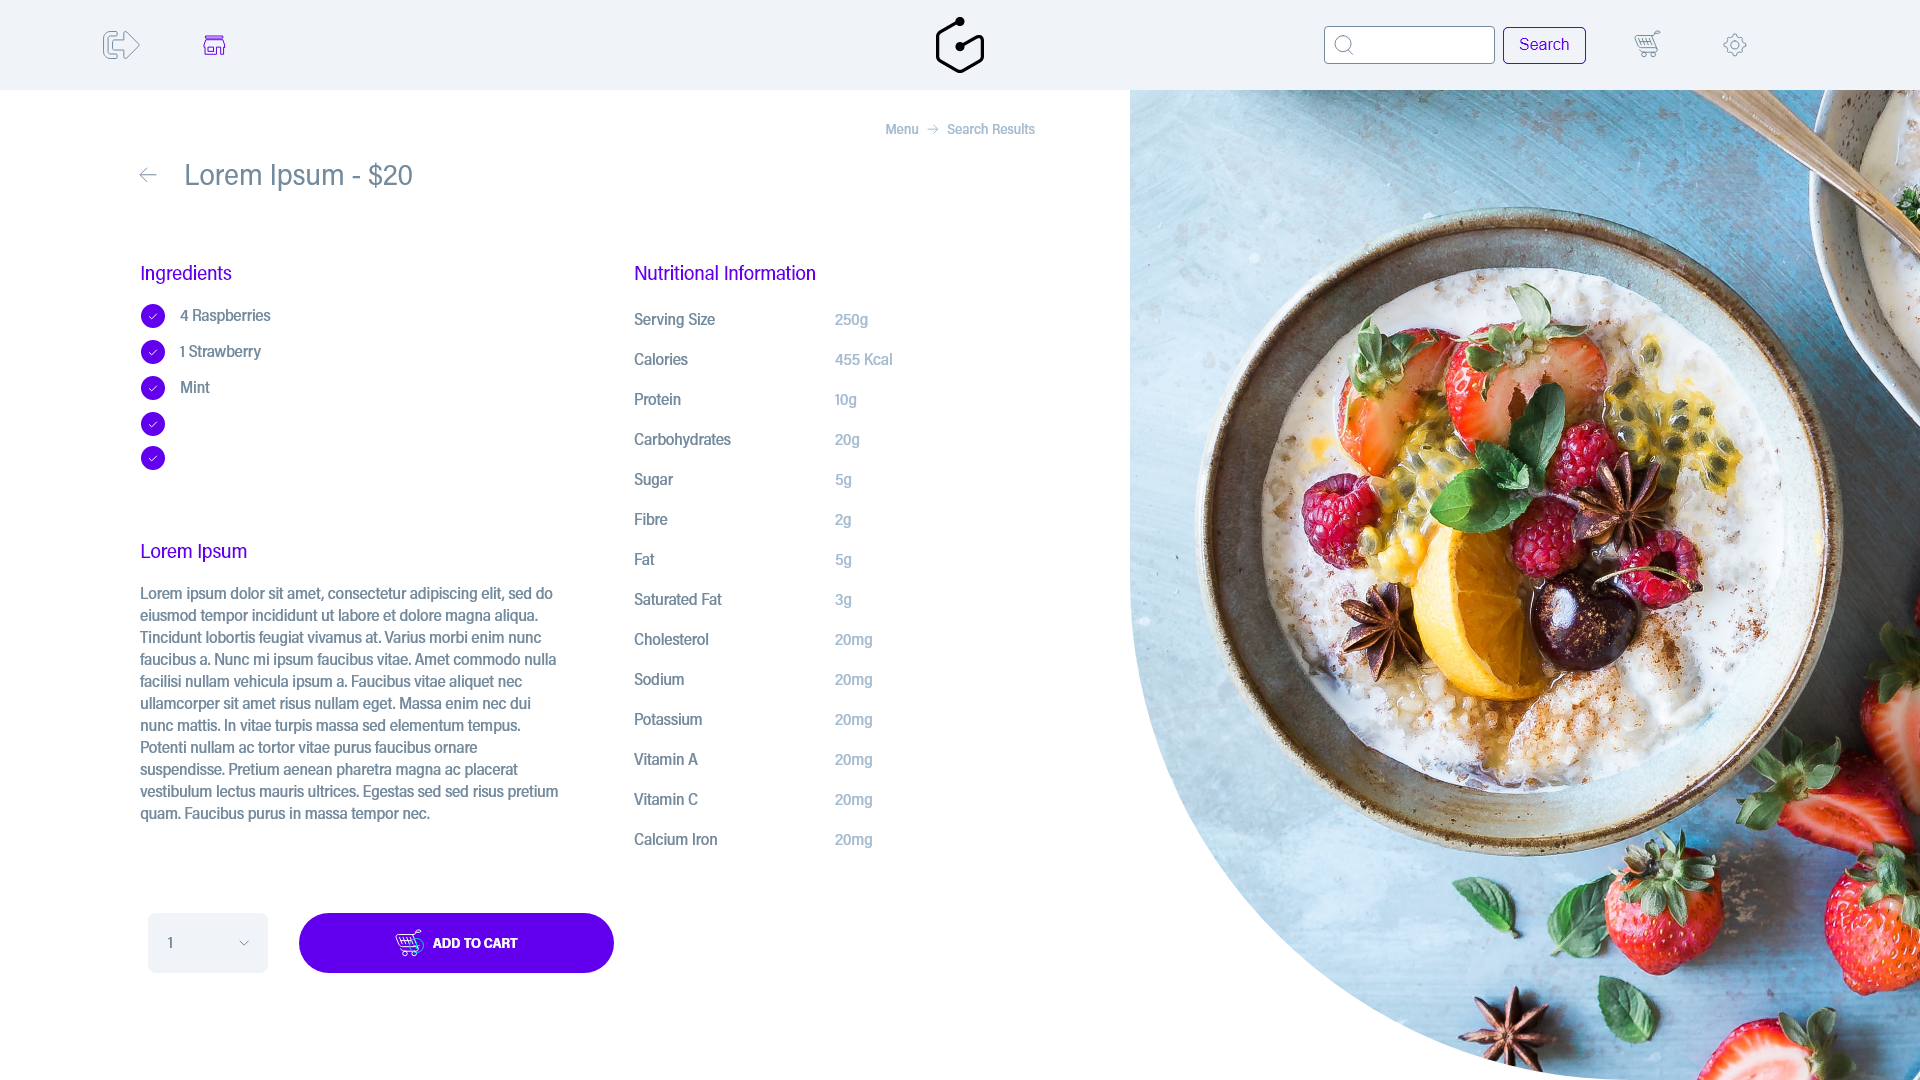 Search
Menu
Search Results
Lorem Ipsum - $20
Ingredients
4 Raspberries
1 Strawberry
Mint
Lorem Ipsum
Lorem ipsum dolor sit amet, consectetur adipiscing elit, sed do
eiusmod tempor incididunt ut labore et dolore magna aliqua.
Tincidunt lobortis feugiat vivamus at. Varius morbi enim nunc
faucibus a. Nunc mi ipsum faucibus vitae. Amet commodo nulla
facilisi nullam vehicula ipsum a. Faucibus vitae aliquet nec
ullamcorper sit amet risus nullam eget. Massa enim nec dui
nunc mattis. In vitae turpis massa sed elementum tempus.
Potenti nullam ac tortor vitae purus faucibus ornare
suspendisse. Pretium aenean pharetra magna ac placerat
vestibulum lectus mauris ultrices. Egestas sed sed risus pretium
quam. Faucibus purus in massa tempor nec.
Nutritional Information
Serving Size 250g
Calories 455 Kcal
Protein 10g
Carbohydrates 20g
Sugar 5g
Fibre 2g
Fat 5g
Saturated Fat 3g
Cholesterol 20mg
Sodium 20mg
Potassium 20mg
Vitamin A 20mg
Vitamin C 20mg
Calcium Iron 20mg
1
ADD TO CART